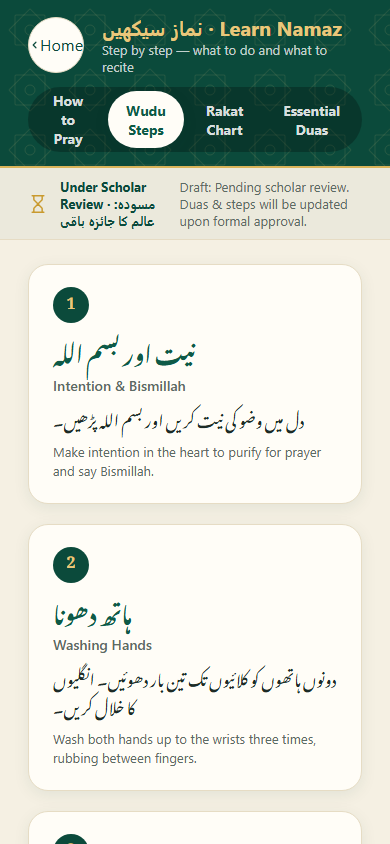 ‹ Home
نماز سیکھیں · Learn Namaz
Step by step — what to do and what to
recite
How
to
Pray
Wudu
Steps
Rakat
Chart
Essential
Duas
Under Scholar
Review · مسودہ:
عالم کا جائزہ باقی
Draft: Pending scholar review.
Duas & steps will be updated
upon formal approval.
1
نیت اور بسم اللہ
Intention & Bismillah
دل میں وضو کی نیت کریں اور بسم اللہ پڑھیں۔
Make intention in the heart to purify for prayer
and say Bismillah.
2
ہاتھ دھونا
Washing Hands
دونوں ہاتھوں کو کلائیوں تک تین بار دھوئیں۔ انگلیوں
کا خلال کریں۔
Wash both hands up to the wrists three times,
rubbing between fingers.